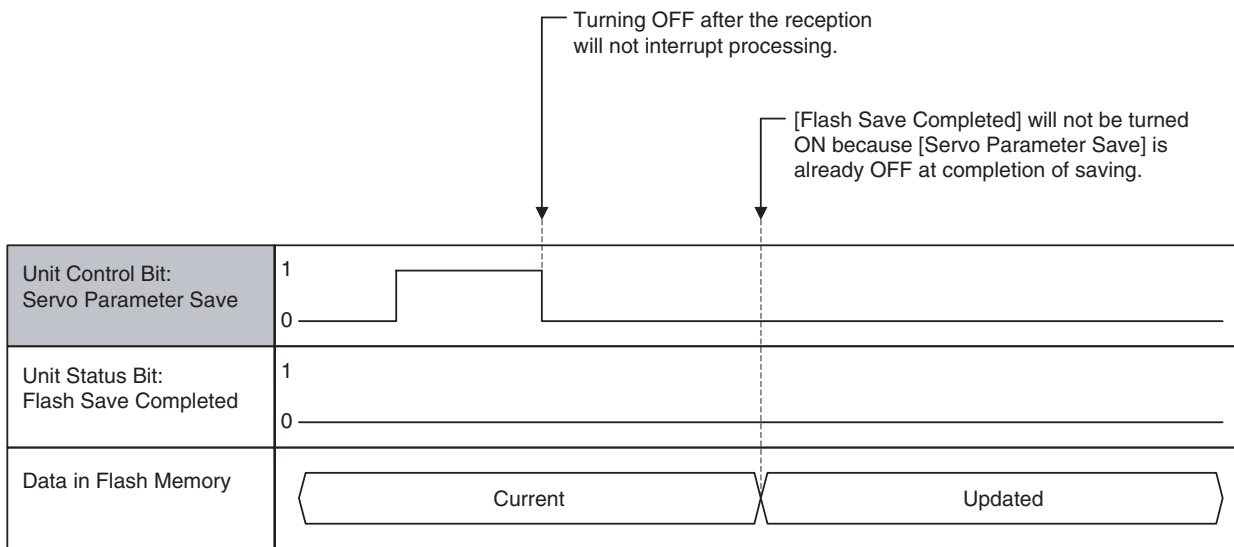 Turning OFF after the reception
will not interrupt processing.
[Flash Save Completed] will not be turned
ON because [Servo Parameter Save] is
already OFF at completion of saving.
Unit Control Bit:
Servo Parameter Save
1
0
Unit Status Bit:
Flash Save Completed
1
0
Data in Flash Memory
Current
Updated